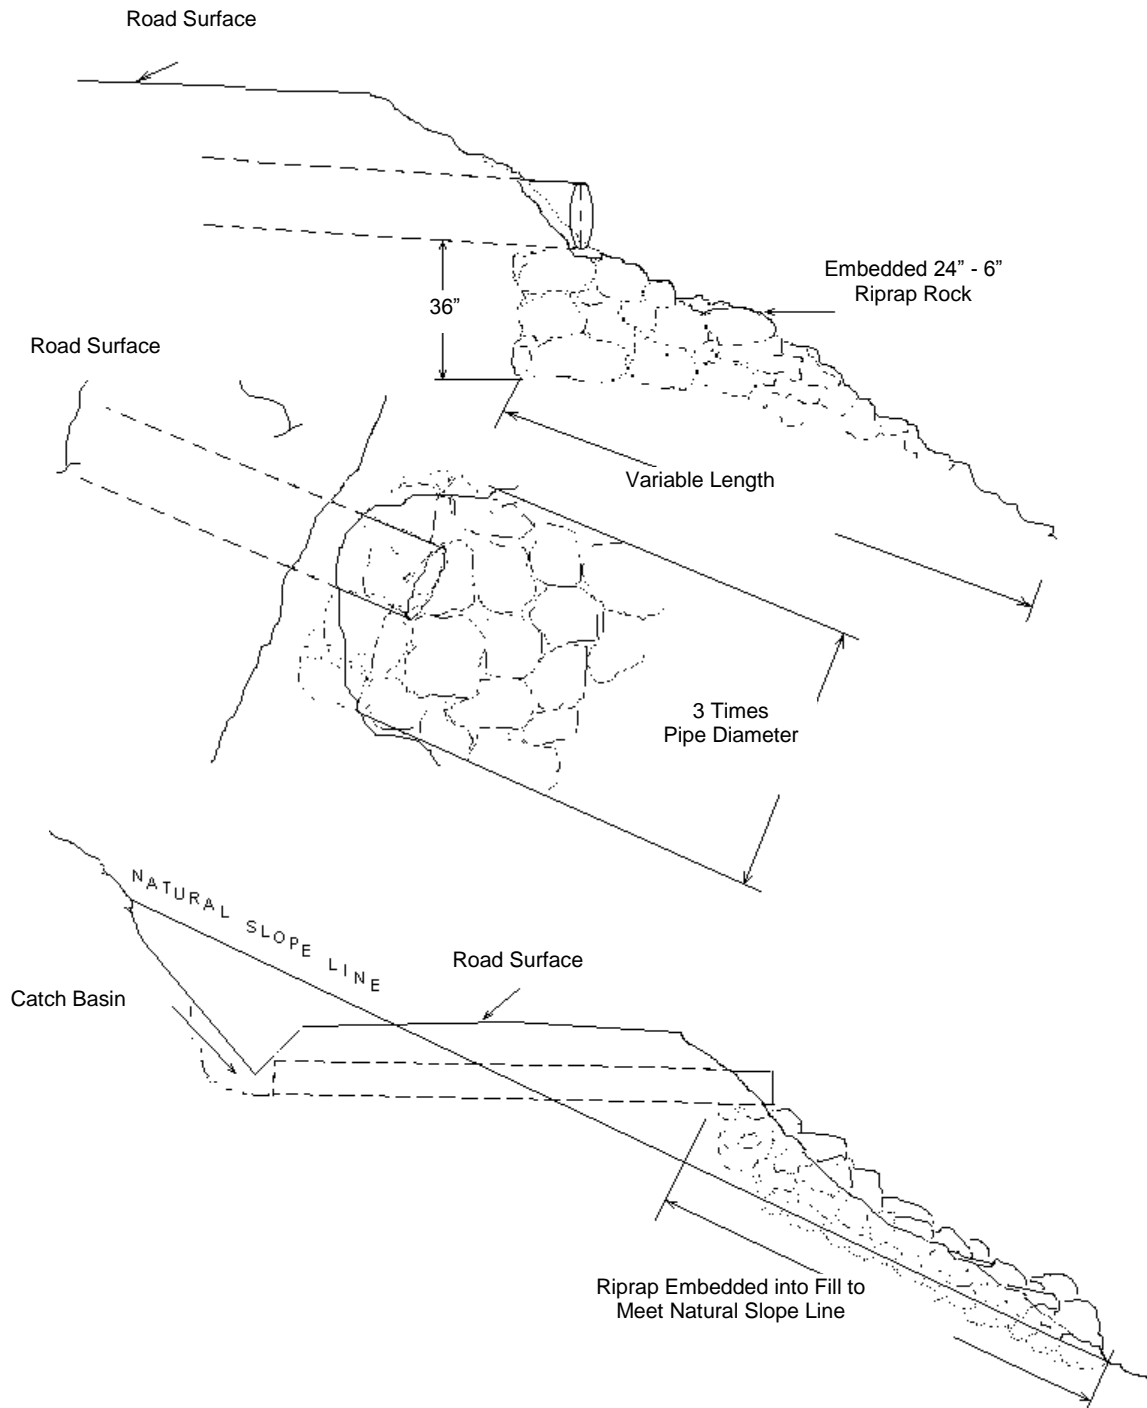 Road Surface
Embedded 24” - 6”
Riprap Rock
36”
Road Surface
Variable Length
3 Times
Pipe Diameter
NATURAL SLOPE LINE
Road Surface
Catch Basin
Riprap Embedded into Fill to
Meet Natural Slope Line